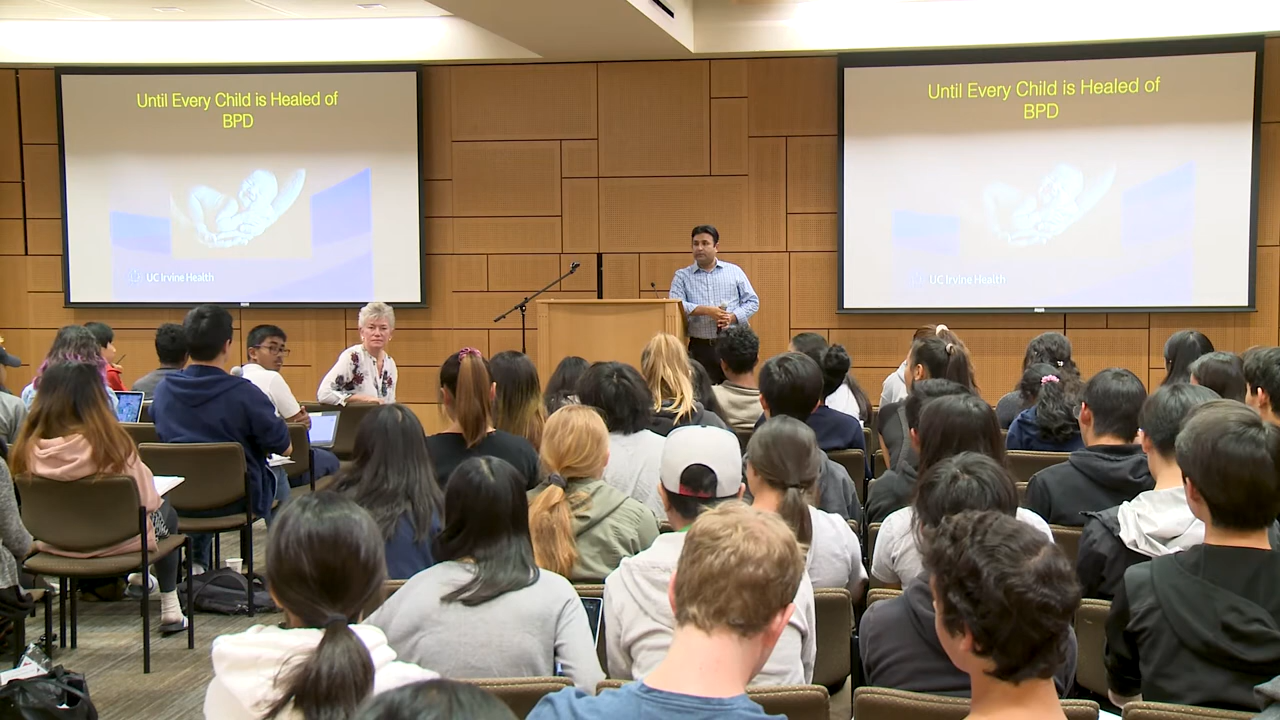 Until Every Child is Healed of
BPD
UC Irvine Health
Until Every Child is Healed of
BPD
UC Irvine Health